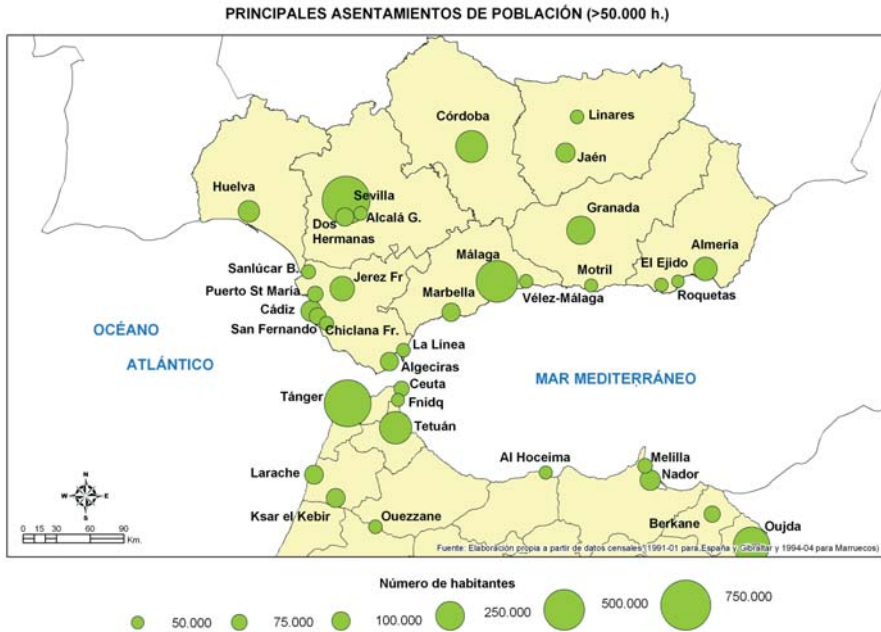 PRINCIPALES ASENTAMIENTOS DE POBLACIÓN (>50.000 h.)
Linares
Córdoba
Jaén
Huelva
Sevilla
Alcalá G.
Dos
Hermanas
Granada
Almería
El Ejido
Málaga
Motril
Sanlúcar B.
Jerez Fr
Roquetas
Puerto St María
Marbella
Vélez-Málaga
Cádiz
San Fernando
Chiclana Fr.
OCÉANO
ATLÁNTICO
La Línea
Algeciras
MAR MEDITERRÁNEO
Ceuta
Tánger
Fnidq
Tetuán
Al Hoceima
Melilla
Nador
Larache
N
W
E
S
Ksar el Kebir
Ouezzane
Berkane
Oujda
0 15 30 60 90
Km.
Fuente: Elaboración propia a partir de datos censales (1991-01 para España y Gibraltar y 1994-04 para Marruecos)
Número de habitantes
50.000 75.000 100.000 250.000 500.000 750.000